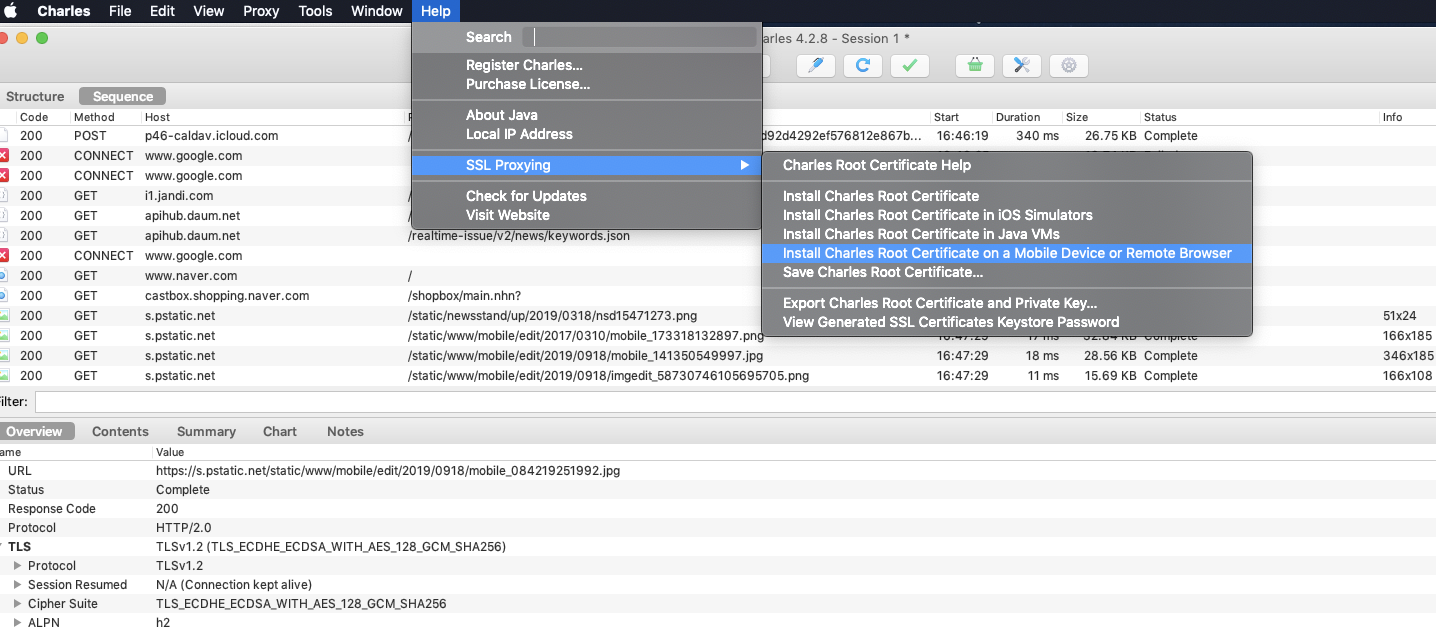 Charles File Edit View Proxy Tools Window Help
Search
arles 4.2.8 - Session 1 *
Register Charles...
Purchase License...
Structure Sequence
About Java
Local IP Address
SSL Proxying
Check for Updates
Visit Website
Charles Root Certificate Help
Install Charles Root Certificate
Install Charles Root Certificate in iOS Simulators
Install Charles Root Certificate in Java VMs
Install Charles Root Certificate on a Mobile Device or Remote Browser
Save Charles Root Certificate...
Export Charles Root Certificate and Private Key...
View Generated SSL Certificates Keystore Password
Code Method Host Start Duration Size Status Info
200 POST p46-caldav.icloud.com / d92d4292ef576812e867b... 16:46:19 340 ms 26.75 KB Complete
200 CONNECT www.google.com
200 CONNECT www.google.com
200 GET i1.jandi.com /
200 GET apihub.daum.net /
200 GET apihub.daum.net /realtime-issue/v2/news/keywords.json
200 CONNECT www.google.com
200 GET www.naver.com /
200 GET castbox.shopping.naver.com /shopbox/main.nhn?
200 GET s.pstatic.net /static/newsstand/up/2019/0318/nsd15471273.png 51x24
200 GET s.pstatic.net /static/www/mobile/edit/2017/0310/mobile_173318132897.png 16:47:29 17 ms 32.84 KB Complete 166x185
200 GET s.pstatic.net /static/www/mobile/edit/2019/0918/mobile_141350549997.jpg 16:47:29 18 ms 28.56 KB Complete 346x185
200 GET s.pstatic.net /static/www/mobile/edit/2019/0918/imgedit_58730746105695705.png 16:47:29 11 ms 15.69 KB Complete 166x108
ilter:
Overview Contents Summary Chart Notes
ame Value
URL https://s.pstatic.net/static/www/mobile/edit/2019/0918/mobile_084219251992.jpg
Status Complete
Response Code 200
Protocol HTTP/2.0
TLS TLSv1.2 (TLS_ECDHE_ECDSA_WITH_AES_128_GCM_SHA256)
Protocol TLSv1.2
Session Resumed N/A (Connection kept alive)
Cipher Suite TLS_ECDHE_ECDSA_WITH_AES_128_GCM_SHA256
ALPN h2